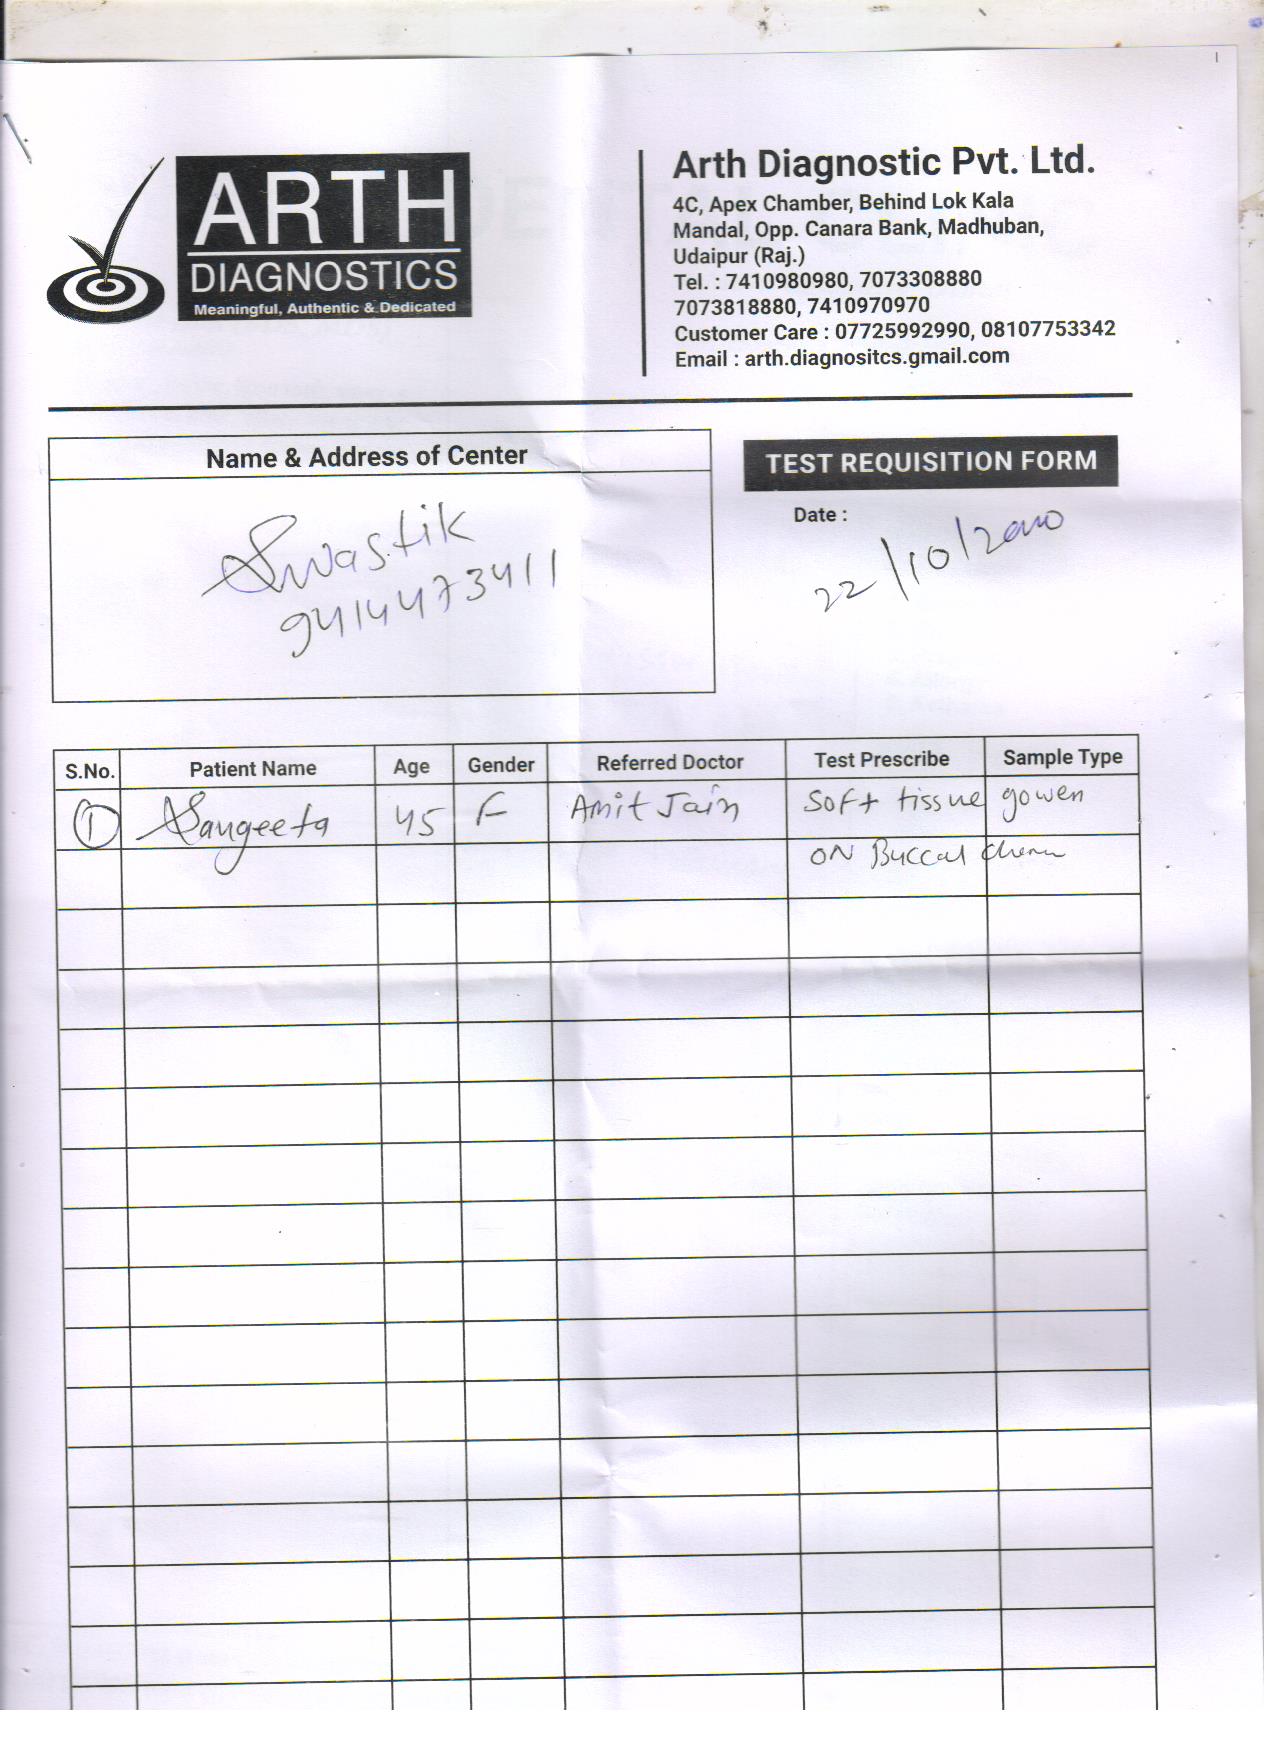 ARTH
DIAGNOSTICS
Meaningful, Authentic & Dedicated
Arth Diagnostic Pvt. Ltd.
4C, Apex Chamber, Behind Lok Kala
Mandal, Opp. Canara Bank, Madhuban,
Udaipur (Raj.)
Tel. : 7410980980, 7073308880
7073818880, 7410970970
Customer Care : 07725992990, 08107753342
Email : arth.diagnositcs.gmail.com
Name & Address of Center
Swastik
9414473411
TEST REQUISITION FORM
Date :
22/10/2000
S.No. Patient Name Age Gender Referred Doctor Test Prescribe Sample Type
1 Sangeeta 45 F Amit Jain Soft tissue gowen
ON Buccal